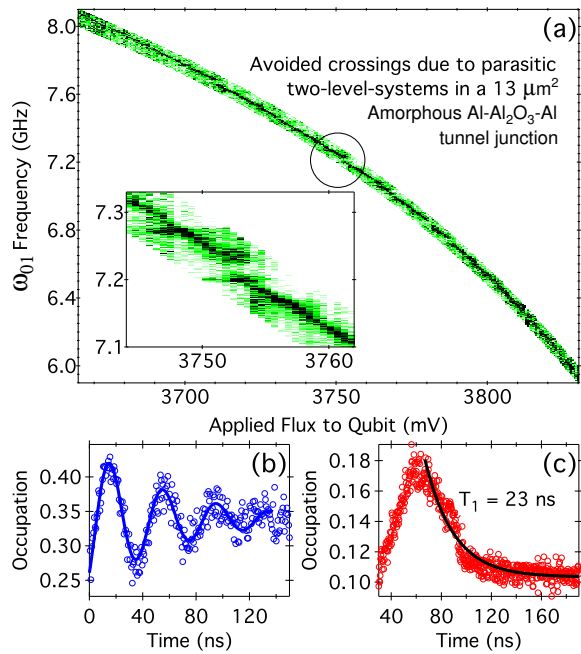 (a)
Avoided crossings due to parasitic
two-level-systems in a 13 μm²
Amorphous Al-Al₂O₃-Al
tunnel junction
ω₀₁ Frequency (GHz)
8.0
7.6
7.2
6.8
6.4
6.0
7.3
7.2
7.1
3750
3760
3700
3750
3800
Applied Flux to Qubit (mV)
(b)
Occupation
0.40
0.35
0.30
0.25
0
40
80
120
Time (ns)
(c)
T₁ = 23 ns
Occupation
0.18
0.16
0.14
0.12
0.10
40
80
120
160
Time (ns)